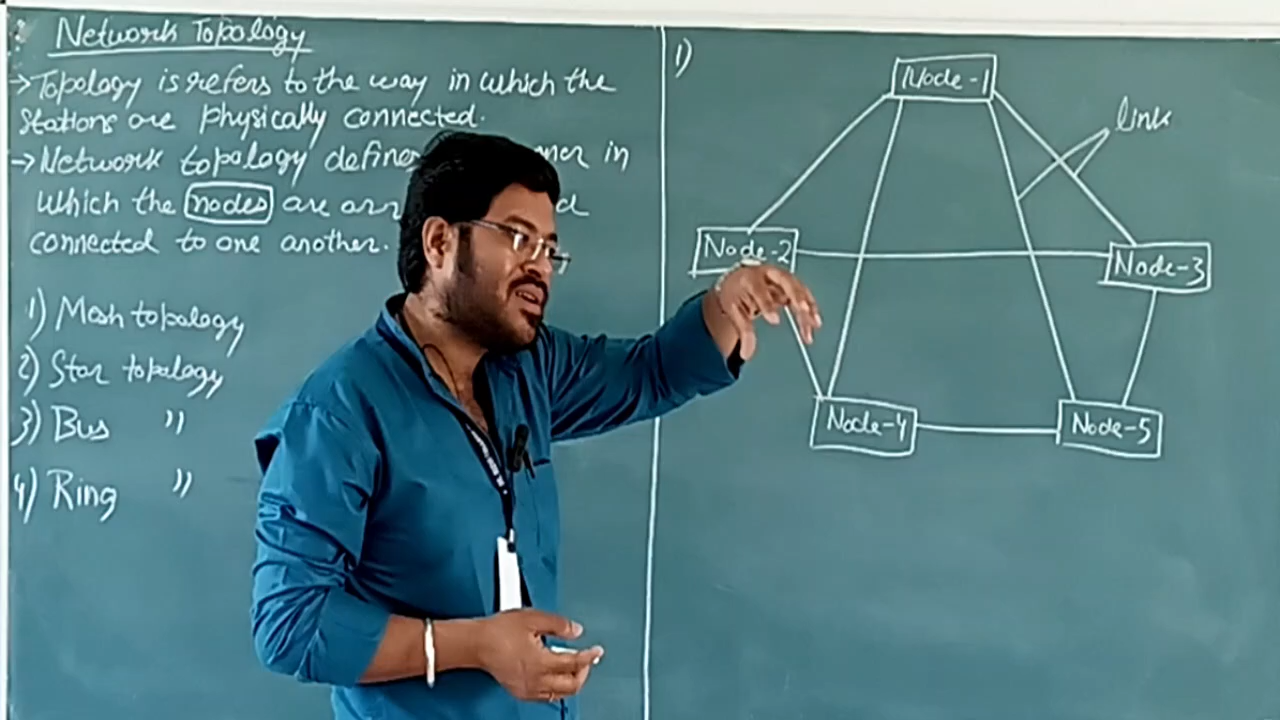 Network Topology
→ Topology is refers to the way in which the
stations are physically connected.
→ Network topology define in
which the nodes are
connected to one another.
1) Mesh topology
2) Star topology
3) Bus "
4) Ring "
1)
Node-1
link
Node-2
Node-3
Node-4
Node-5